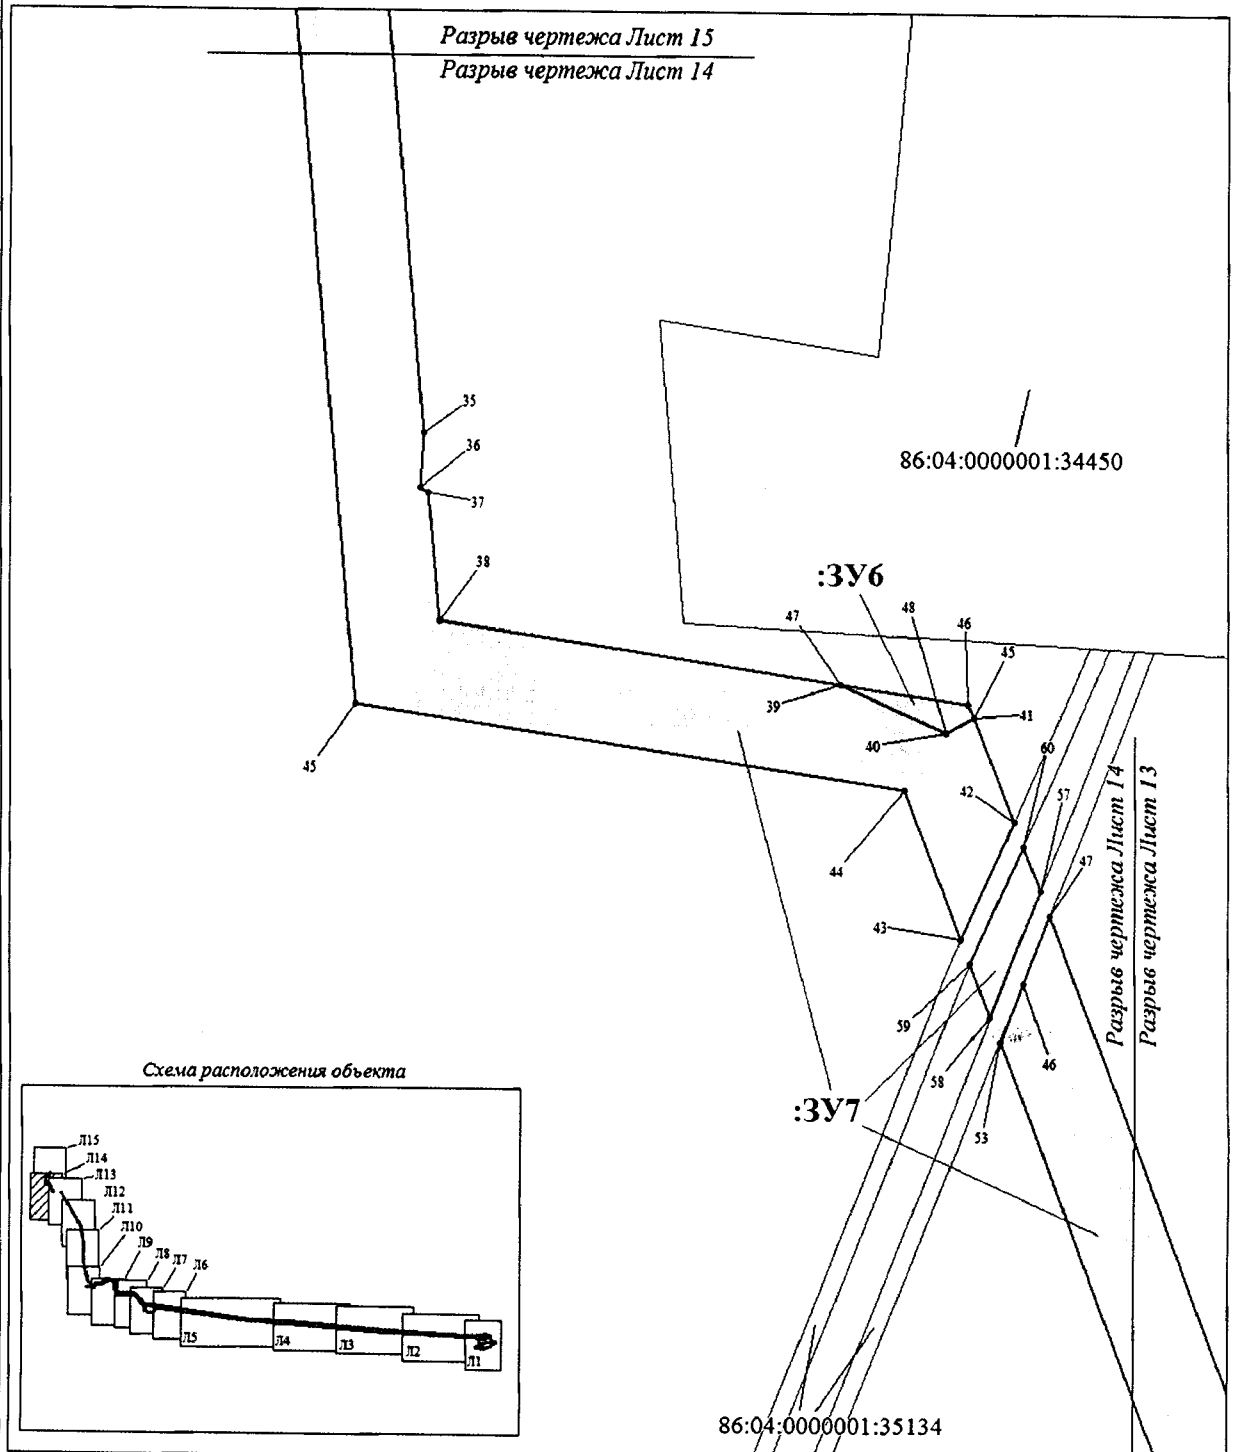 Разрыв чертежа Лист 15
Разрыв чертежа Лист 14
35
36
37
38
86:04:0000001:34450
:ЗУ6
47
48
46
45
39
40
41
45
60
42
57
44
47
43
Разрыв чертежа Лист 14
Разрыв чертежа Лист 13
59
58
46
53
:ЗУ7
Схема расположения объекта
Л15
Л14
Л13
Л12
Л11
Л10
Л9
Л8
Л7
Л6
Л5
Л4
Л3
Л2
Л1
86:04:0000001:35134